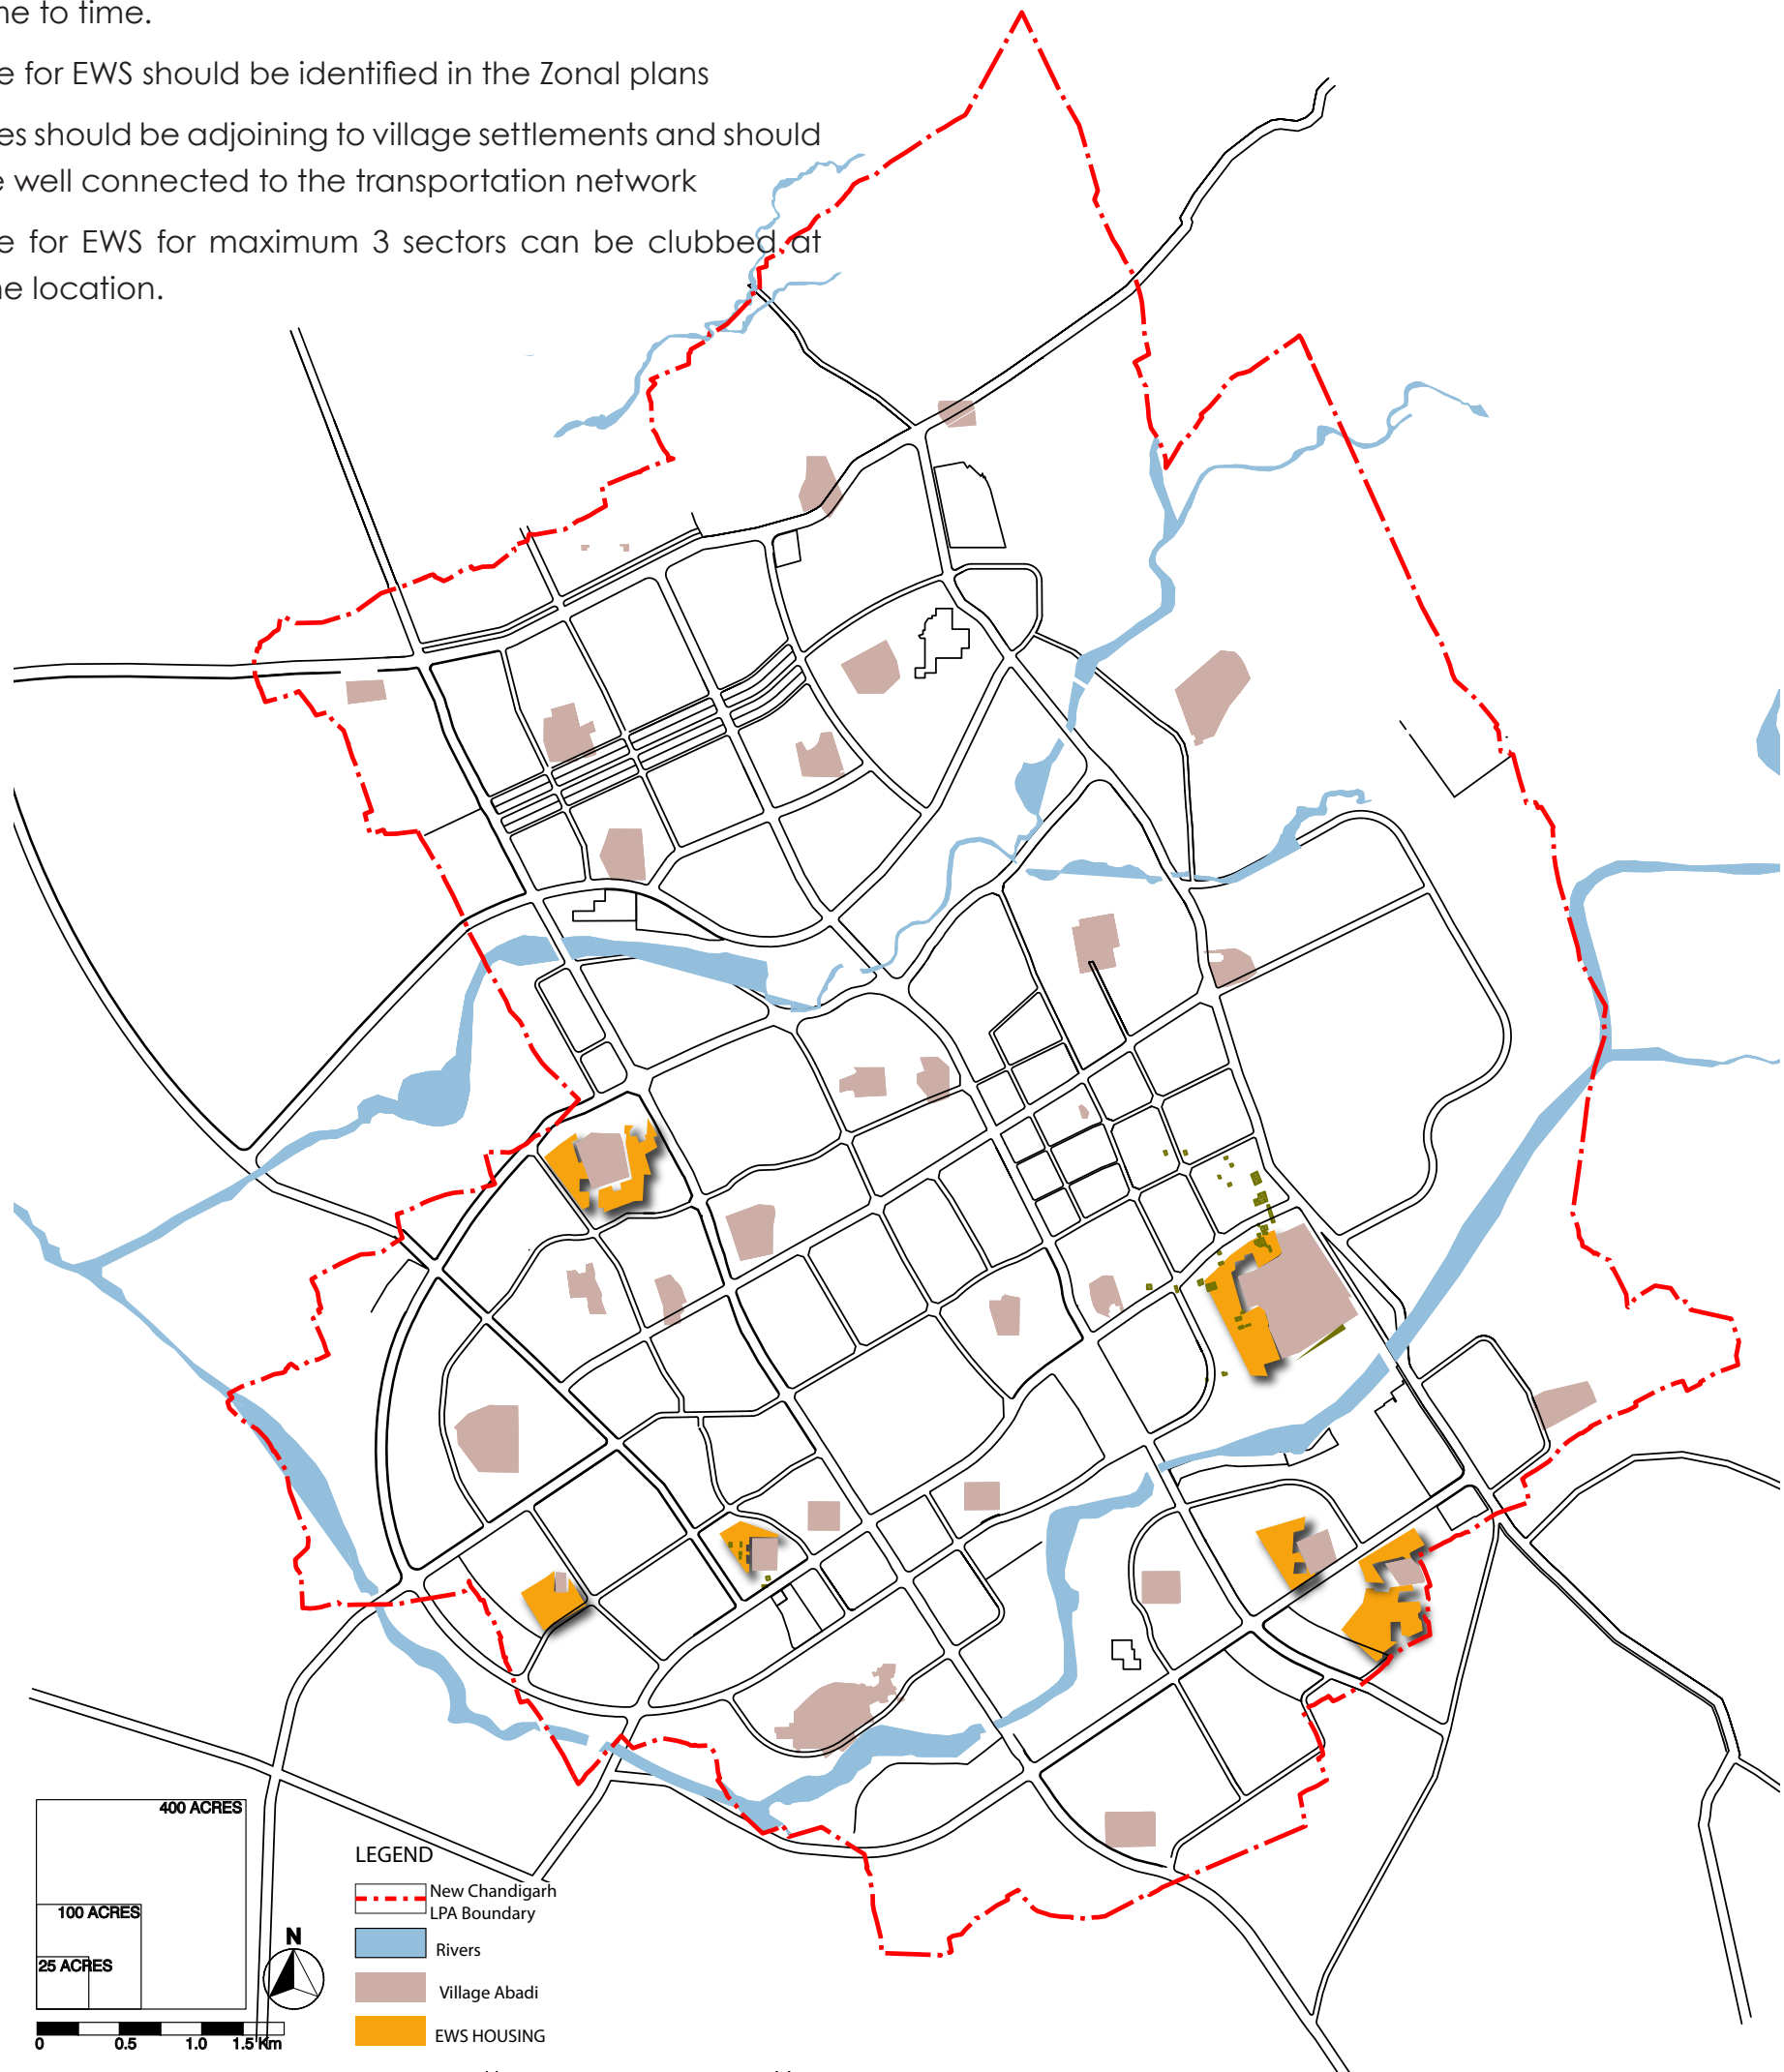 ne to time.
e for EWS should be identified in the Zonal plans
es should be adjoining to village settlements and should
e well connected to the transportation network
e for EWS for maximum 3 sectors can be clubbed at
ne location.
400 ACRES
100 ACRES
25 ACRES
N
0 0.5 1.0 1.5 Km
LEGEND
New Chandigarh
LPA Boundary
Rivers
Village Abadi
EWS HOUSING